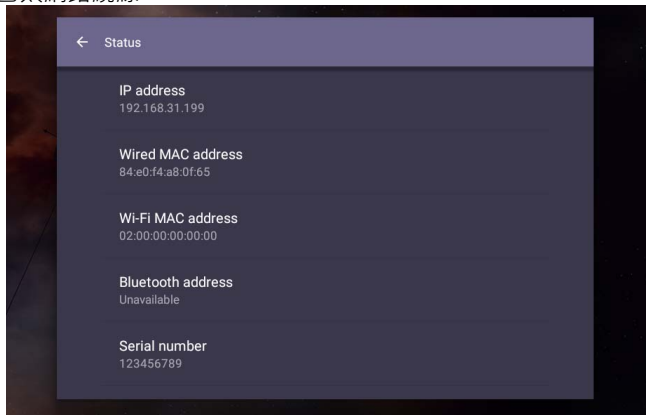 Status
IP address
192.168.31.199
Wired MAC address
84:e0:f4:a8:0f:65
Wi-Fi MAC address
02:00:00:00:00:00
Bluetooth address
Unavailable
Serial number
123456789